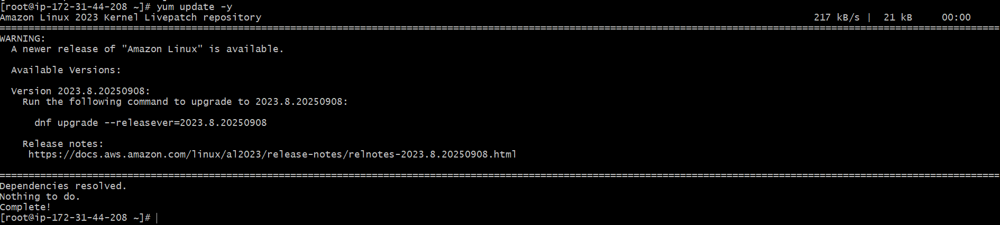 [root@ip-172-31-44-208 ~]# yum update -y
Amazon Linux 2023 Kernel Livepatch repository 217 kB/s | 21 kB 00:00
================================================================================
WARNING:
A newer release of "Amazon Linux" is available.
Available Versions:
Version 2023.8.20250908:
Run the following command to upgrade to 2023.8.20250908:
dnf upgrade --releasever=2023.8.20250908
Release notes:
https://docs.aws.amazon.com/linux/al2023/release-notes/relnotes-2023.8.20250908.html
================================================================================
Dependencies resolved.
Nothing to do.
Complete!
[root@ip-172-31-44-208 ~]#